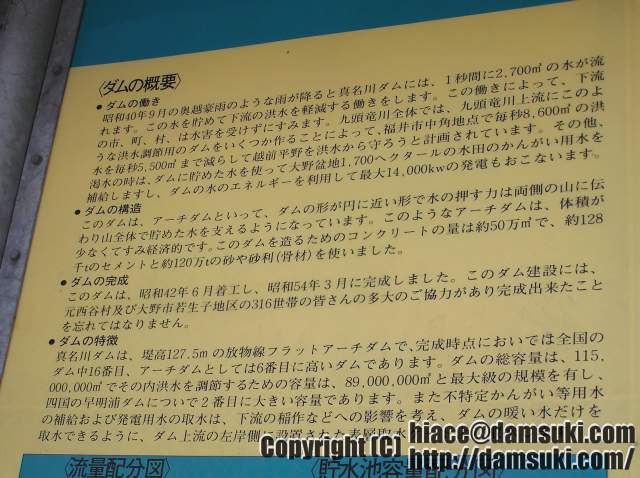 〈ダムの概要〉
● ダムの働き
昭和40年9月の奥越豪雨のような雨が降ると真名川ダムには、1秒間に2,700㎥の水が流
れます。この水を貯めて下流の洪水を軽減する働きをします。この働きによって、下流
の市、町、村、は水害を受けずにすみます。九頭竜川全体では、九頭竜川上流にこのよ
うな洪水調節用のダムをいくつか作ることによって、福井市中角地点で毎秒8,600㎥の洪
水を毎秒5,500㎥まで減らして越前平野を洪水から守ろうと計画されています。その他、
渇水の時は、ダムに貯めた水を使って大野盆地1,700ヘクタールの水田のかんがい用水を
補給しますし、ダムの水のエネルギーを利用して最大14,000kwの発電もおこないます。
● ダムの構造
このダムは、アーチダムといって、ダムの形が円に近い形で水の押す力は両側の山に伝
わり山全体で貯めた水を支えるようになっています。このようなアーチダムは、体積が
少なくてすみ経済的です。このダムを造るためのコンクリートの量は約50万㎥で、約128
千tのセメントと約120万tの砂や砂利(骨材)を使いました。
● ダムの完成
このダムは、昭和42年6月着工し、昭和54年3月に完成しました。このダム建設には、
元西谷村及び大野市若生子地区の316世帯の皆さんの多大のご協力があり完成出来たこと
を忘れてはなりません。
● ダムの特徴
真名川ダムは、堤高127.5mの放物線フラットアーチダムで、完成時点においては全国の
ダム中16番目、アーチダムとしては6番目に高いダムであります。ダムの総容量は、115,
000,000㎥でその内洪水を調節するための容量は、89,000,000㎥と最大級の規模を有し、
四国の早明浦ダムについで2番目に大きい容量であります。また不特定かんがい等用水
の補給および発電用水の取水は、下流の稲作などへの影響を考え、ダムの暖い水だけを
取水できるように、ダム上流の左岸側に設置された表層取水
〈流量配分図〉
貯水池容量配分図〉
Copyright (C) hiace@damsuki.com
http://damsuki.com/